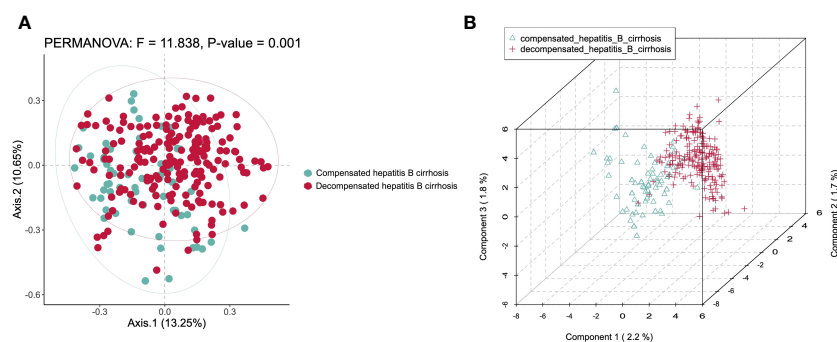 A
PERMANOVA: F = 11.838, P-value = 0.001
0.3
0.0
-0.3
-0.6
Axis.2 (10.65%)
-0.3
0.0
0.3
Axis.1 (13.25%)
Compensated hepatitis B cirrhosis
Decompensated hepatitis B cirrhosis
B
compensated_hepatitis_B_cirrhosis
decompensated_hepatitis_B_cirrhosis
6
4
2
0
-2
-4
-6
Component 3 ( 1.8 %)
-8
-6
-4
-2
0
2
4
6
Component 1 ( 2.2 %)
-8
-6
-4
-2
0
2
4
6
Component 2 ( 1.7 %)